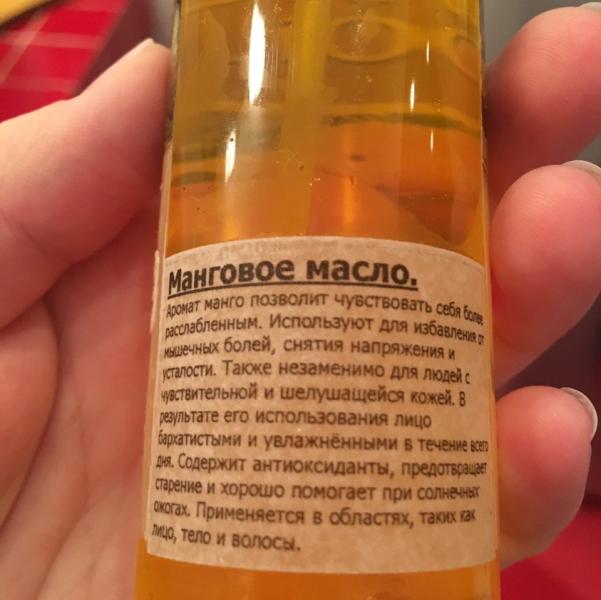 Манговое масло.
Аромат манго позволит чувствовать себя более
расслабленным. Используют для избавления от
мышечных болей, снятия напряжения и
усталости. Также незаменимо для людей с
чувствительной и шелушащейся кожей. В
результате его использования лицо
бархатистыми и увлажнёнными в течение всего
дня. Содержит антиоксиданты, предотвращает
старение и хорошо помогает при солнечных
ожогах. Применяется в областях, таких как
лицо, тело и волосы.